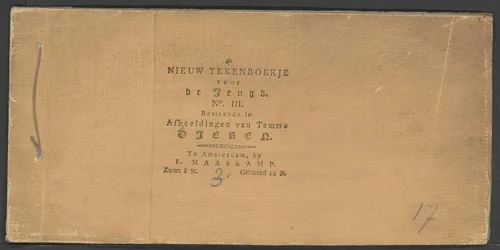 NIEUW TEKENBOEKJE
VOOR
de Jeugd.
No. III.
Bestaande in
Afbeeldingen van Tamme
DIEREN.
Te Amsterdam, by
E. MAASKAMP.
Zwart 8 St. 3. Gekleurd 12 St.
17